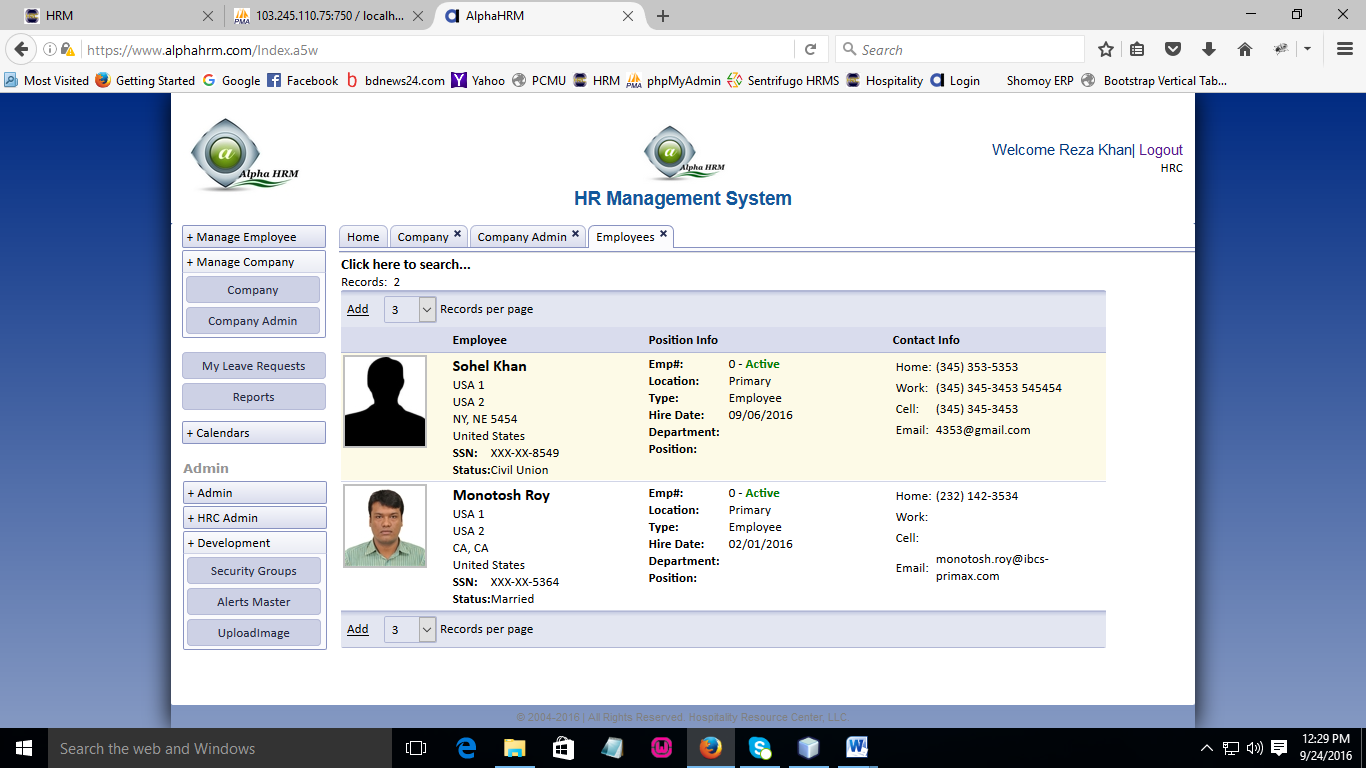 HRM
103.245.110.75:750 / localh...
AlphaHRM
https://www.alphahrm.com/Index.a5w
Search
Most Visited Getting Started Google Facebook bdnews24.com Yahoo PCMU HRM phpMyAdmin Sentrifugo HRMS Hospitality Login Shomoy ERP Bootstrap Vertical Tab...
a
Alpha HRM
a
Alpha HRM
HR Management System
Welcome Reza Khan| Logout
HRC
+ Manage Employee
+ Manage Company
Company
Company Admin
My Leave Requests
Reports
+ Calendars
Admin
+ Admin
+ HRC Admin
+ Development
Security Groups
Alerts Master
UploadImage
Home Company × Company Admin × Employees ×
Click here to search...
Records: 2
Add 3 Records per page
Employee Position Info Contact Info
Sohel Khan
USA 1
USA 2
NY, NE 5454
United States
SSN: XXX-XX-8549
Status:Civil Union
Emp#: 0 - Active
Location: Primary
Type: Employee
Hire Date: 09/06/2016
Department:
Position:
Home: (345) 353-5353
Work: (345) 345-3453 545454
Cell: (345) 345-3453
Email: 4353@gmail.com
Monotosh Roy
USA 1
USA 2
CA, CA
United States
SSN: XXX-XX-5364
Status:Married
Emp#: 0 - Active
Location: Primary
Type: Employee
Hire Date: 02/01/2016
Department:
Position:
Home: (232) 142-3534
Work:
Cell:
Email: monotosh.roy@ibcs-
primax.com
Add 3 Records per page
© 2004-2016 | All Rights Reserved. Hospitality Resource Center, LLC.
Search the web and Windows
12:29 PM
9/24/2016